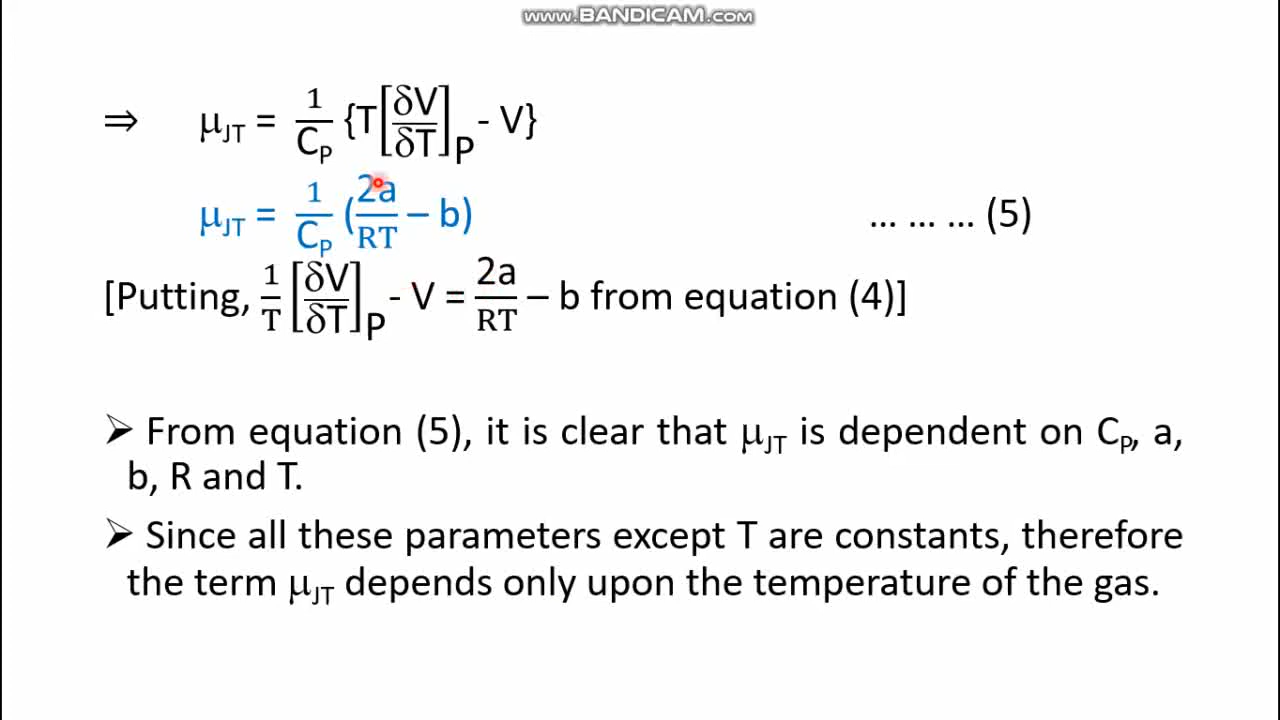 www.BANDICAM.com
⇒ μJT = 1/CP {T[δV/δT]P - V}
μJT = 1/CP (2a/RT – b) … … … (5)
[Putting, 1/T [δV/δT]P - V = 2a/RT – b from equation (4)]
➢ From equation (5), it is clear that μJT is dependent on CP, a,
b, R and T.
➢ Since all these parameters except T are constants, therefore
the term μJT depends only upon the temperature of the gas.